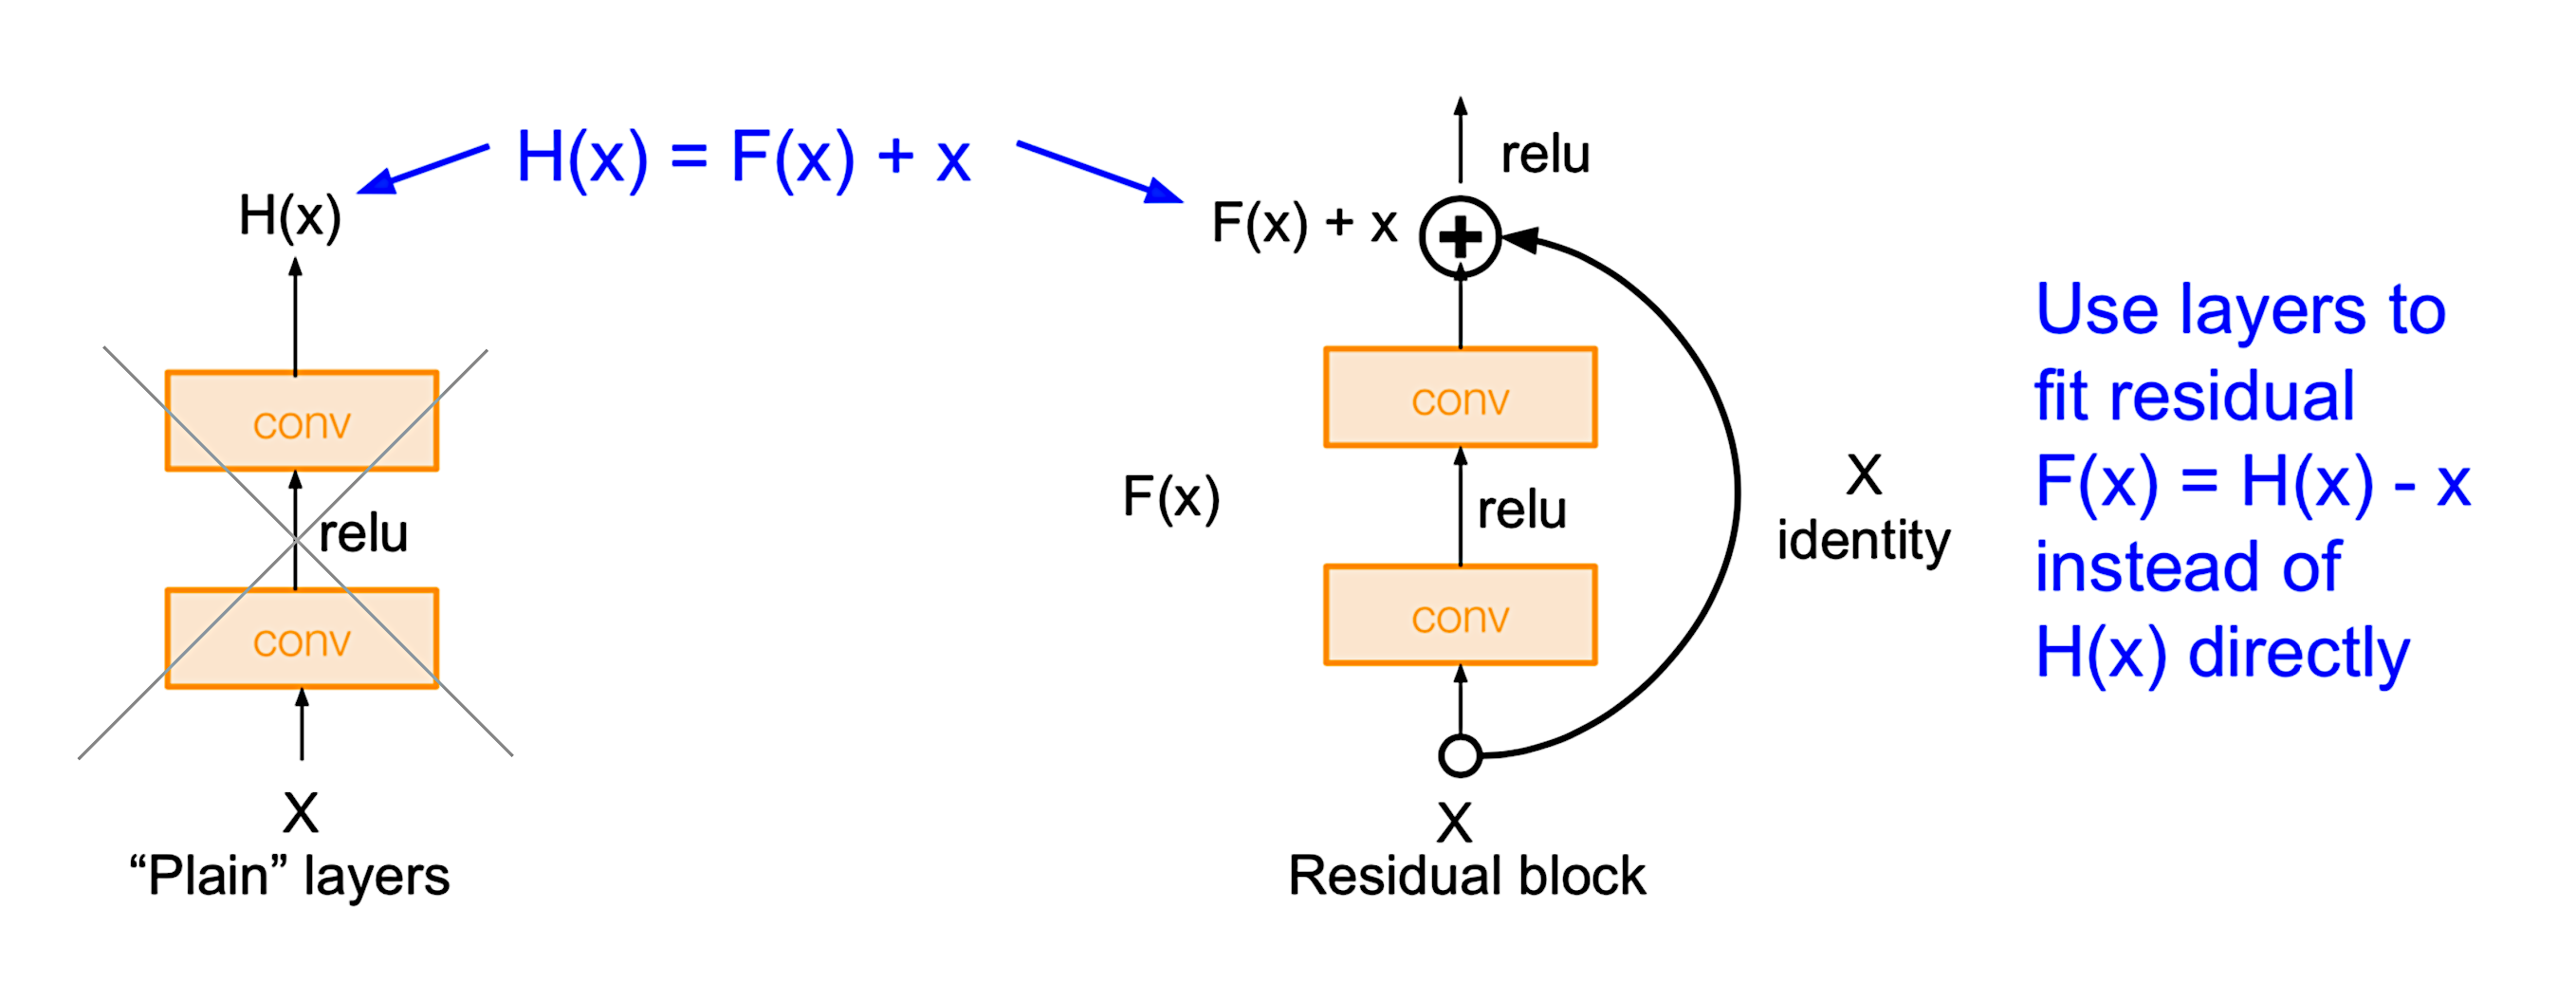 H(x) = F(x) + x
H(x)
conv
relu
conv
X
“Plain” layers
relu
F(x) + x
conv
F(x)
relu
conv
X
identity
X
Residual block
Use layers to
fit residual
F(x) = H(x) - x
instead of
H(x) directly